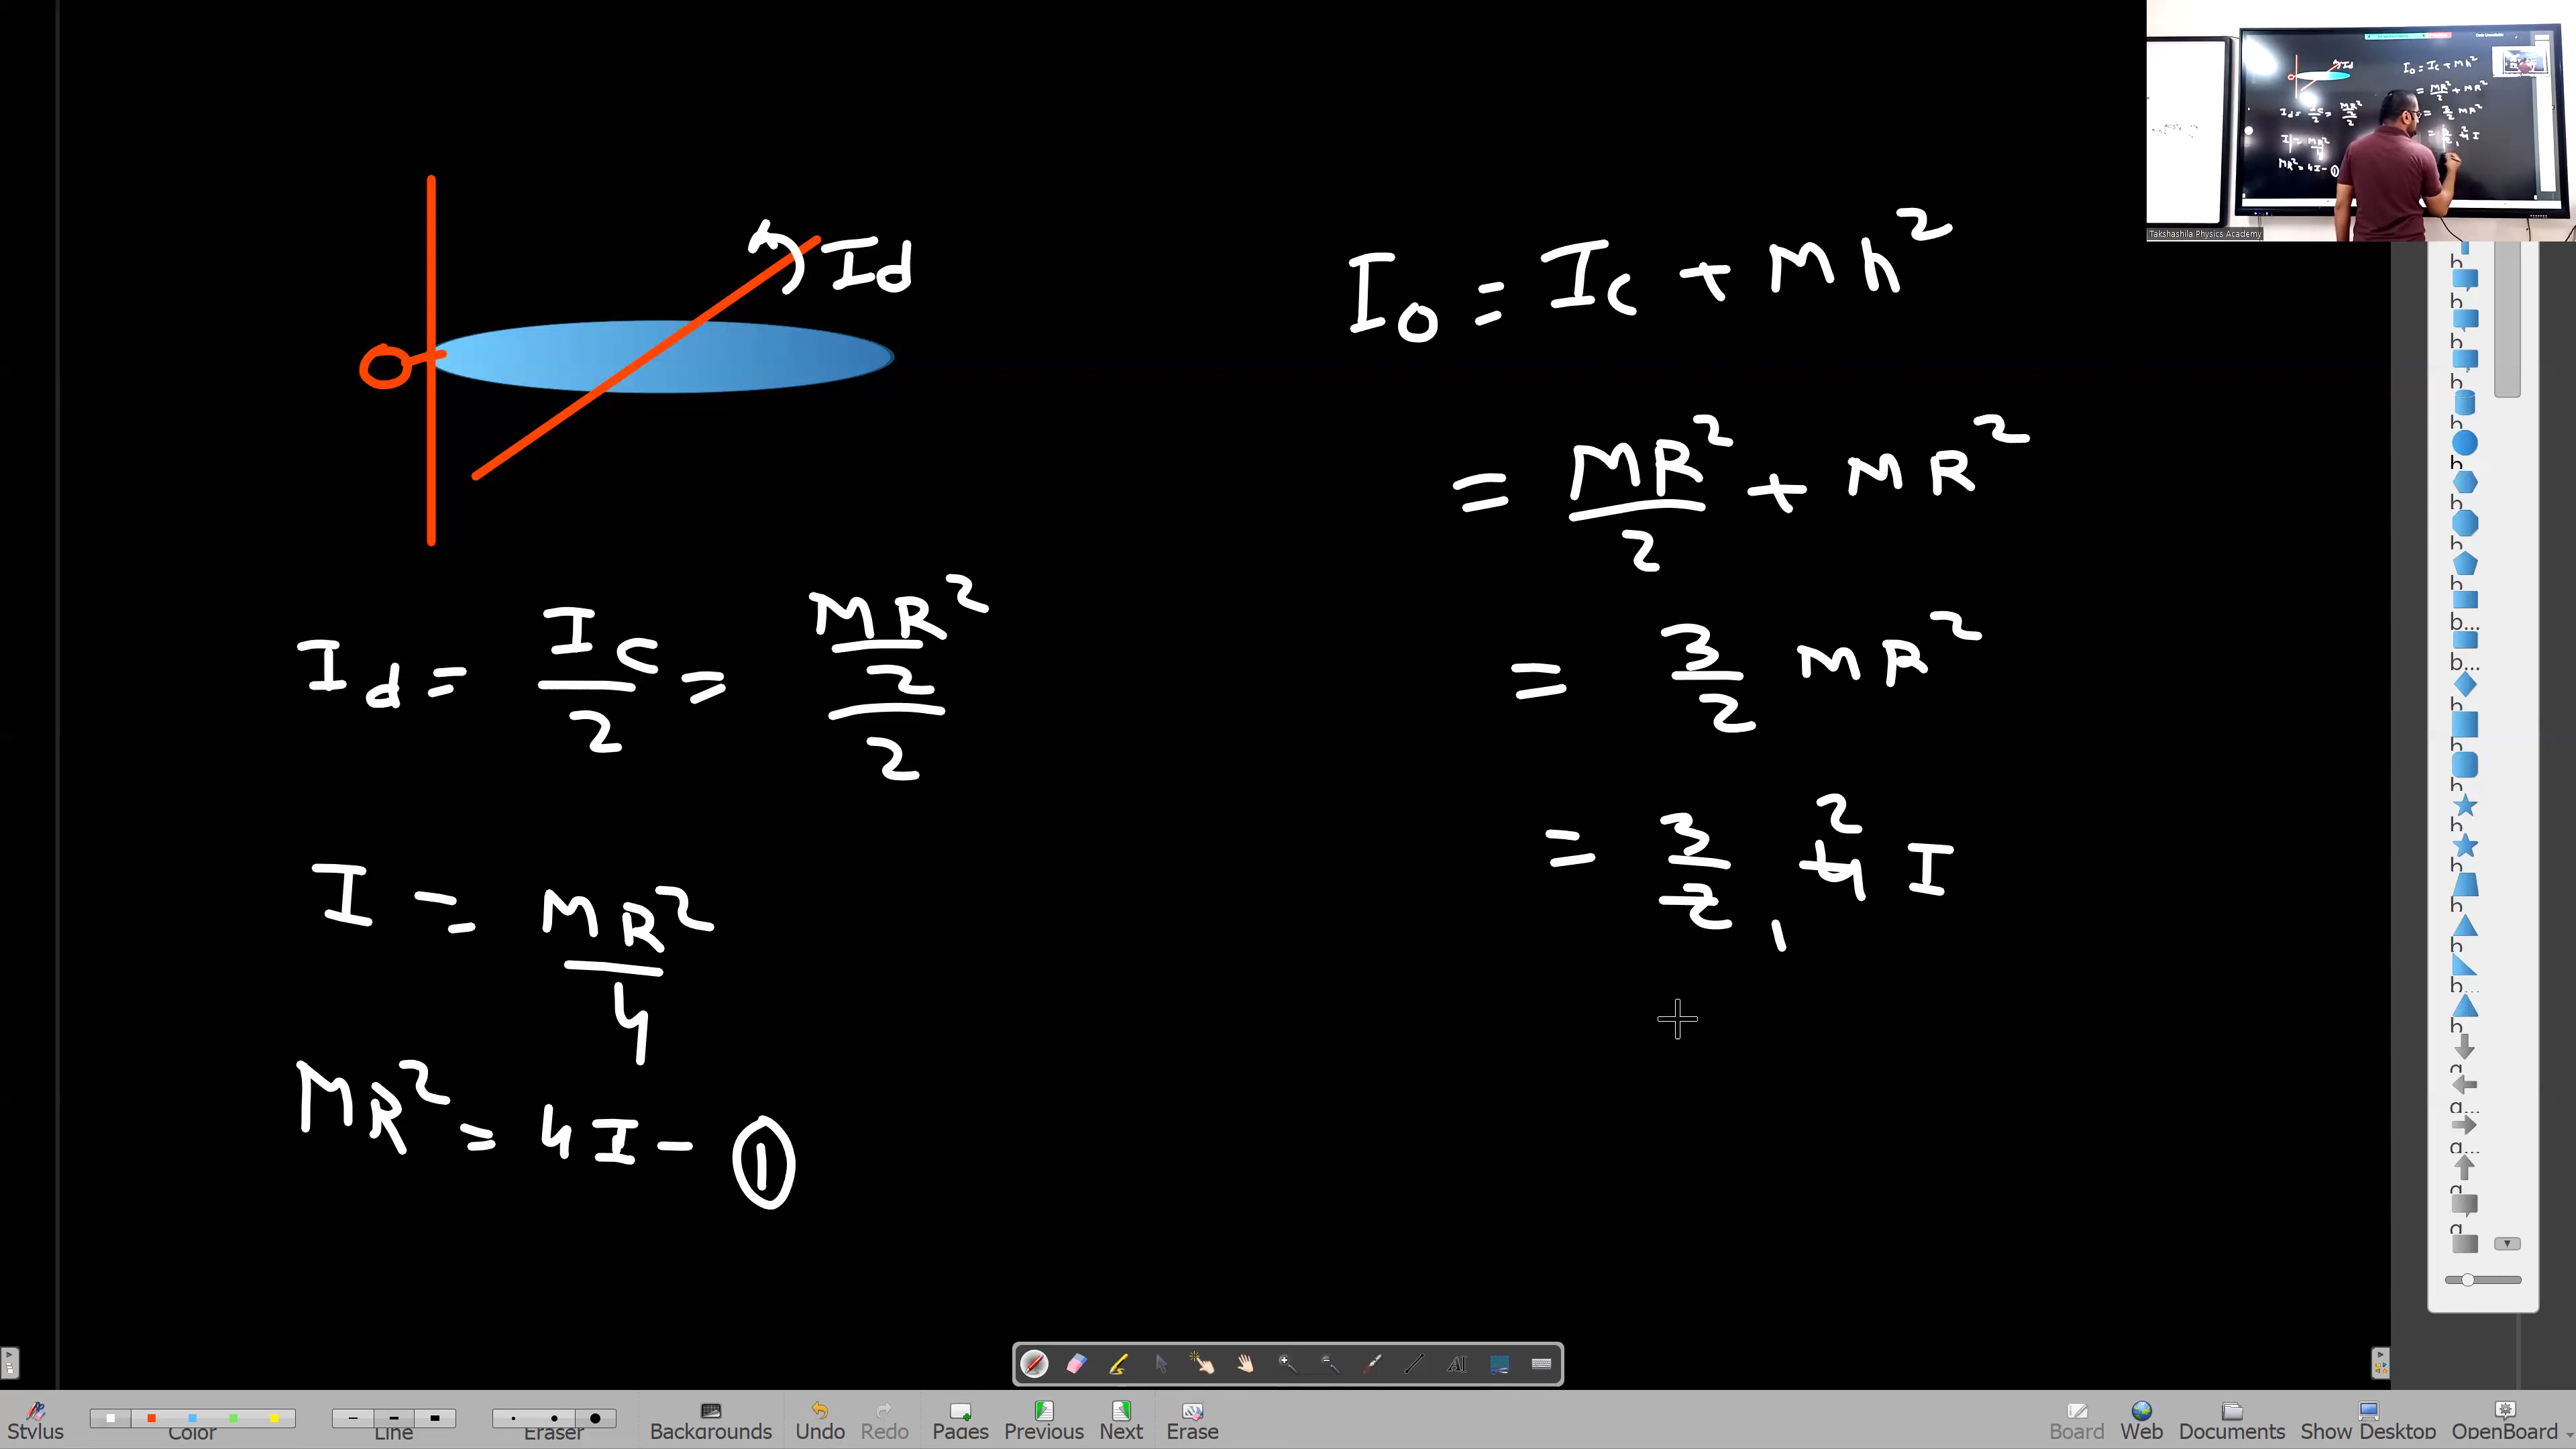 Takshashila Physics Academy
O
Id
Id = Ic/2 = MR²/2/2
I = MR²/4
MR² = 4I - ①
Io = Ic + Mh²
= MR²/2 + MR²
= 3/2 MR²
= 3/2 1 4 2 I
b
b
b
b
b
b
b
b
b
b...
b...
b
b
b
b
b
b
b
b...
b
a
a...
a...
a
a
Stylus
Color
Line
Eraser
Backgrounds
Undo
Redo
Pages
Previous
Next
Erase
Board
Web
Documents
Show Desktop
OpenBoard